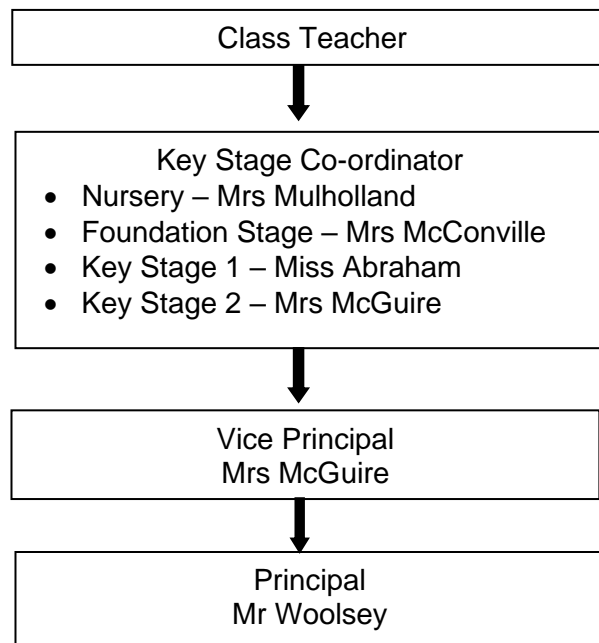 Class Teacher
Key Stage Co-ordinator
• Nursery – Mrs Mulholland
• Foundation Stage – Mrs McConville
• Key Stage 1 – Miss Abraham
• Key Stage 2 – Mrs McGuire
Vice Principal
Mrs McGuire
Principal
Mr Woolsey